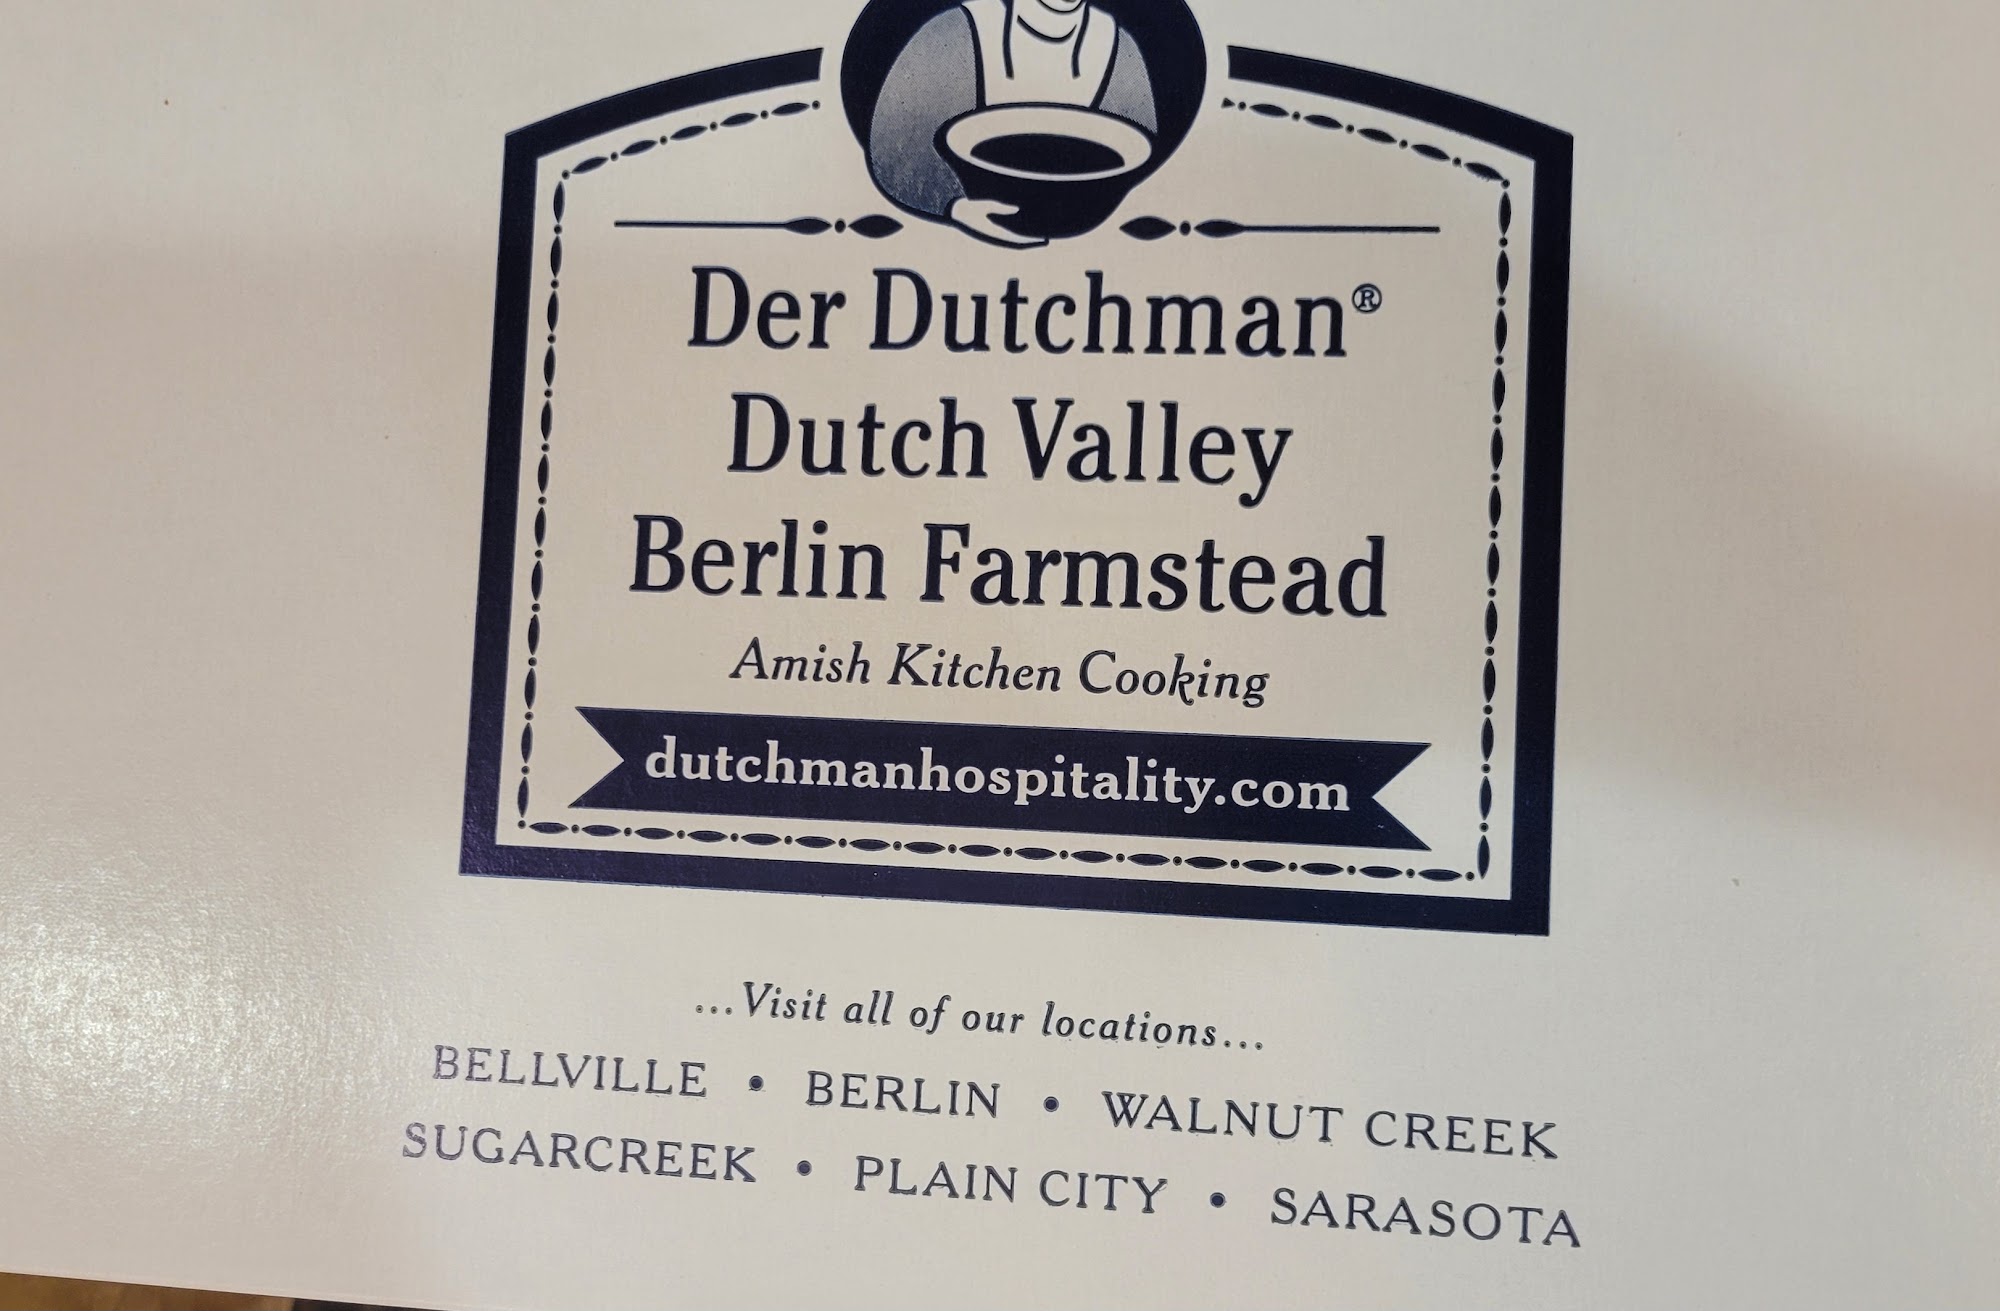 Der Dutchman®
Dutch Valley
Berlin Farmstead
Amish Kitchen Cooking
dutchmanhospitality.com
...Visit all of our locations...
BELLVILLE • BERLIN • WALNUT CREEK
SUGARCREEK • PLAIN CITY • SARASOTA